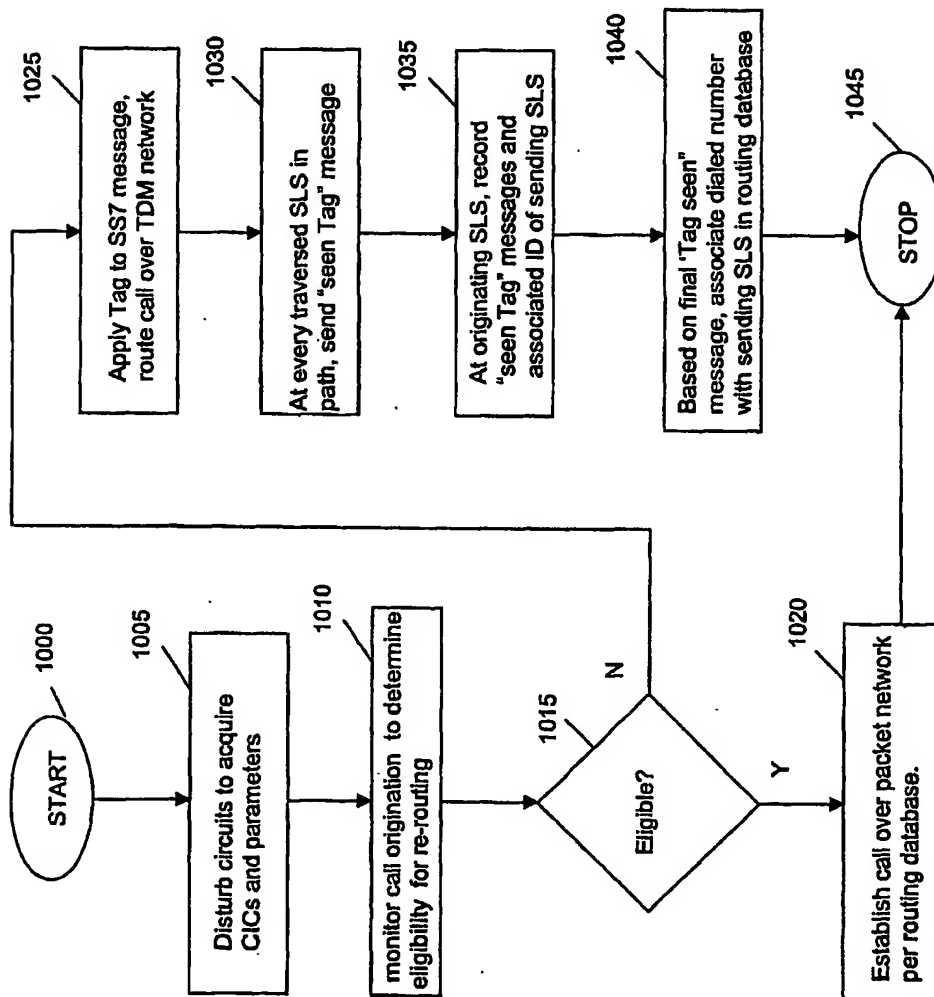 1000
START
1005
Disturb circuits to acquire
CICs and parameters
1010
monitor call origination to determine
eligibility for re-routing
1015
Eligible?
N
Y
1020
Establish call over packet network
per routing database.
1025
Apply Tag to SS7 message,
route call over TDM network
1030
At every traversed SLS in
path, send "seen Tag" message
1035
At originating SLS, record
"seen Tag" messages and
associated ID of sending SLS
1040
Based on final 'Tag seen"
message, associate dialed number
with sending SLS in routing database
1045
STOP